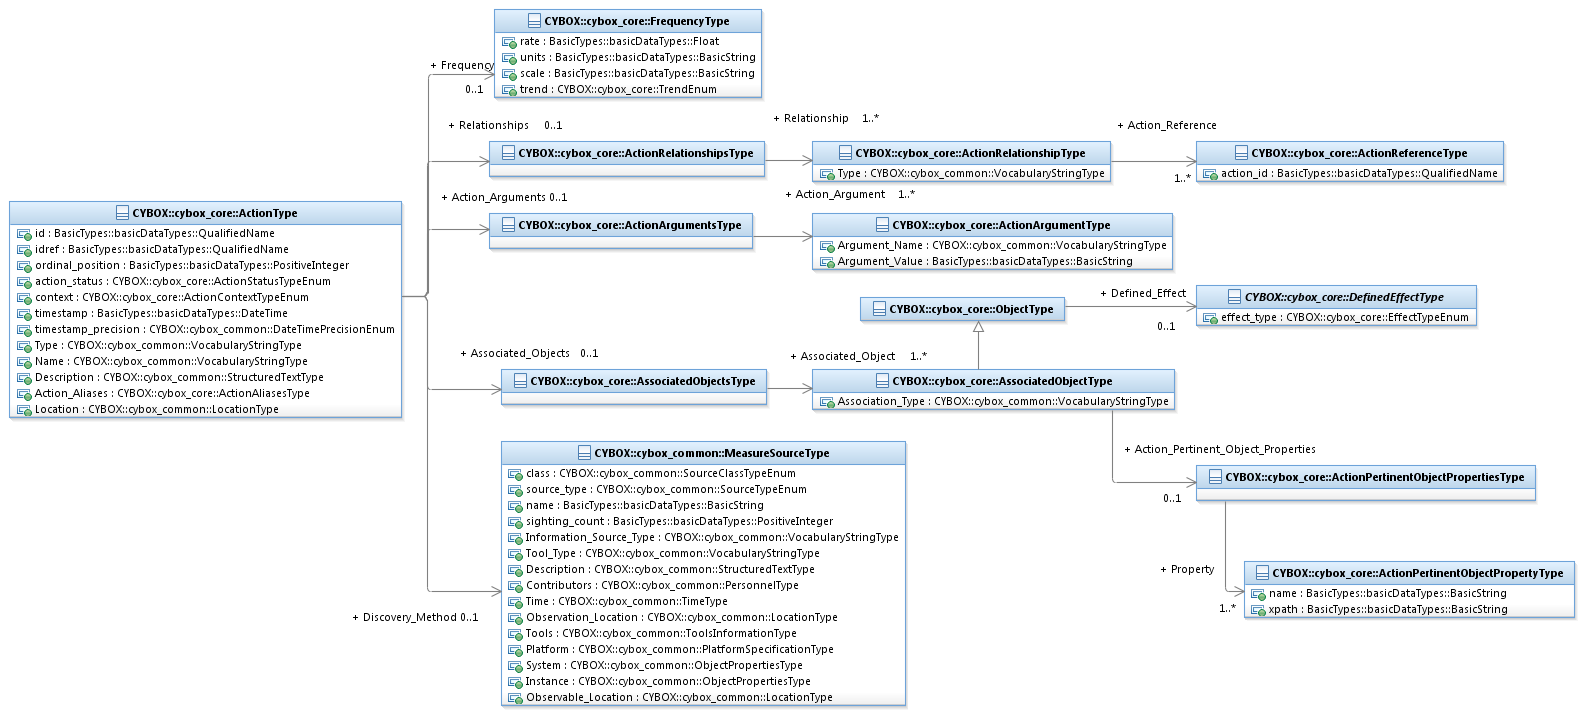 CYBOX::cybox_core::FrequencyType
rate : BasicTypes::basicDataTypes::Float
units : BasicTypes::basicDataTypes::BasicString
scale : BasicTypes::basicDataTypes::BasicString
trend : CYBOX::cybox_core::TrendEnum
+ Frequency
0..1
+ Relationships 0..1
CYBOX::cybox_core::ActionRelationshipsType
+ Relationship 1..*
CYBOX::cybox_core::ActionRelationshipType
Type : CYBOX::cybox_common::VocabularyStringType
+ Action_Reference
1..*
CYBOX::cybox_core::ActionReferenceType
action_id : BasicTypes::basicDataTypes::QualifiedName
+ Action_Arguments 0..1
CYBOX::cybox_core::ActionArgumentsType
+ Action_Argument 1..*
CYBOX::cybox_core::ActionArgumentType
Argument_Name : CYBOX::cybox_common::VocabularyStringType
Argument_Value : BasicTypes::basicDataTypes::BasicString
CYBOX::cybox_core::ActionType
id : BasicTypes::basicDataTypes::QualifiedName
idref : BasicTypes::basicDataTypes::QualifiedName
ordinal_position : BasicTypes::basicDataTypes::PositiveInteger
action_status : CYBOX::cybox_core::ActionStatusTypeEnum
context : CYBOX::cybox_core::ActionContextTypeEnum
timestamp : BasicTypes::basicDataTypes::DateTime
timestamp_precision : CYBOX::cybox_common::DateTimePrecisionEnum
Type : CYBOX::cybox_common::VocabularyStringType
Name : CYBOX::cybox_common::VocabularyStringType
Description : CYBOX::cybox_common::StructuredTextType
Action_Aliases : CYBOX::cybox_core::ActionAliasesType
Location : CYBOX::cybox_common::LocationType
CYBOX::cybox_core::ObjectType
+ Defined_Effect
0..1
CYBOX::cybox_core::DefinedEffectType
effect_type : CYBOX::cybox_core::EffectTypeEnum
+ Associated_Objects 0..1
CYBOX::cybox_core::AssociatedObjectsType
+ Associated_Object 1..*
CYBOX::cybox_core::AssociatedObjectType
Association_Type : CYBOX::cybox_common::VocabularyStringType
+ Action_Pertinent_Object_Properties
0..1
CYBOX::cybox_core::ActionPertinentObjectPropertiesType
+ Property
1..*
CYBOX::cybox_core::ActionPertinentObjectPropertyType
name : BasicTypes::basicDataTypes::BasicString
xpath : BasicTypes::basicDataTypes::BasicString
+ Discovery_Method 0..1
CYBOX::cybox_common::MeasureSourceType
class : CYBOX::cybox_common::SourceClassTypeEnum
source_type : CYBOX::cybox_common::SourceTypeEnum
name : BasicTypes::basicDataTypes::BasicString
sighting_count : BasicTypes::basicDataTypes::PositiveInteger
Information_Source_Type : CYBOX::cybox_common::VocabularyStringType
Tool_Type : CYBOX::cybox_common::VocabularyStringType
Description : CYBOX::cybox_common::StructuredTextType
Contributors : CYBOX::cybox_common::PersonnelType
Time : CYBOX::cybox_common::TimeType
Observation_Location : CYBOX::cybox_common::LocationType
Tools : CYBOX::cybox_common::ToolsInformationType
Platform : CYBOX::cybox_common::PlatformSpecificationType
System : CYBOX::cybox_common::ObjectPropertiesType
Instance : CYBOX::cybox_common::ObjectPropertiesType
Observable_Location : CYBOX::cybox_common::LocationType